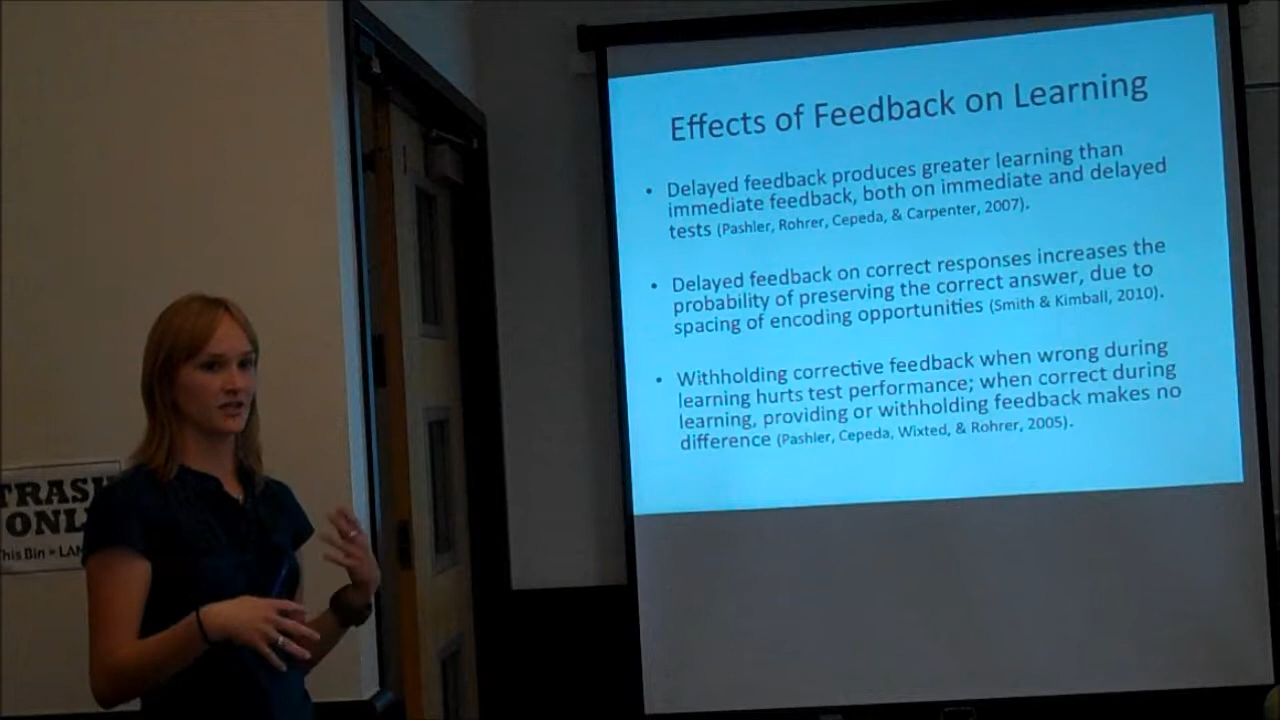 Effects of Feedback on Learning
• Delayed feedback produces greater learning than
immediate feedback, both on immediate and delayed
tests (Pashler, Rohrer, Cepeda, & Carpenter, 2007).
• Delayed feedback on correct responses increases the
probability of preserving the correct answer, due to
spacing of encoding opportunities (Smith & Kimball, 2010).
• Withholding corrective feedback when wrong during
learning hurts test performance; when correct during
learning, providing or withholding feedback makes no
difference (Pashler, Cepeda, Wixted, & Rohrer, 2005).
TRASH
ONL
his Bin = LAN